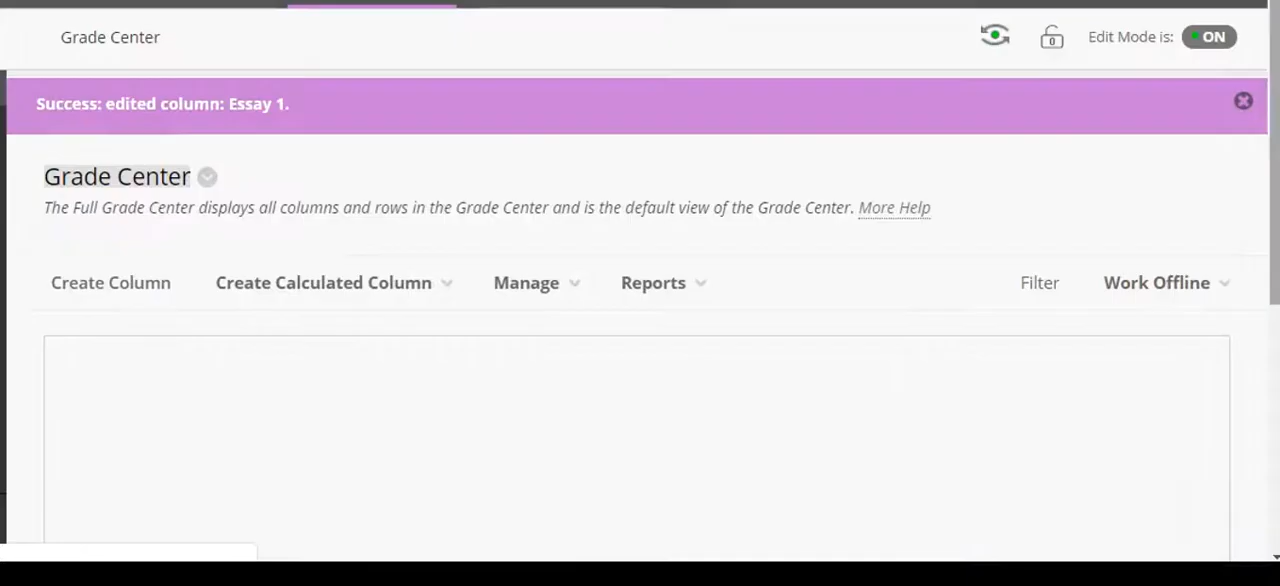 Grade Center
0
Edit Mode is: ON
Success: edited column: Essay 1.
Grade Center
The Full Grade Center displays all columns and rows in the Grade Center and is the default view of the Grade Center. More Help
Create Column Create Calculated Column Manage Reports Filter Work Offline